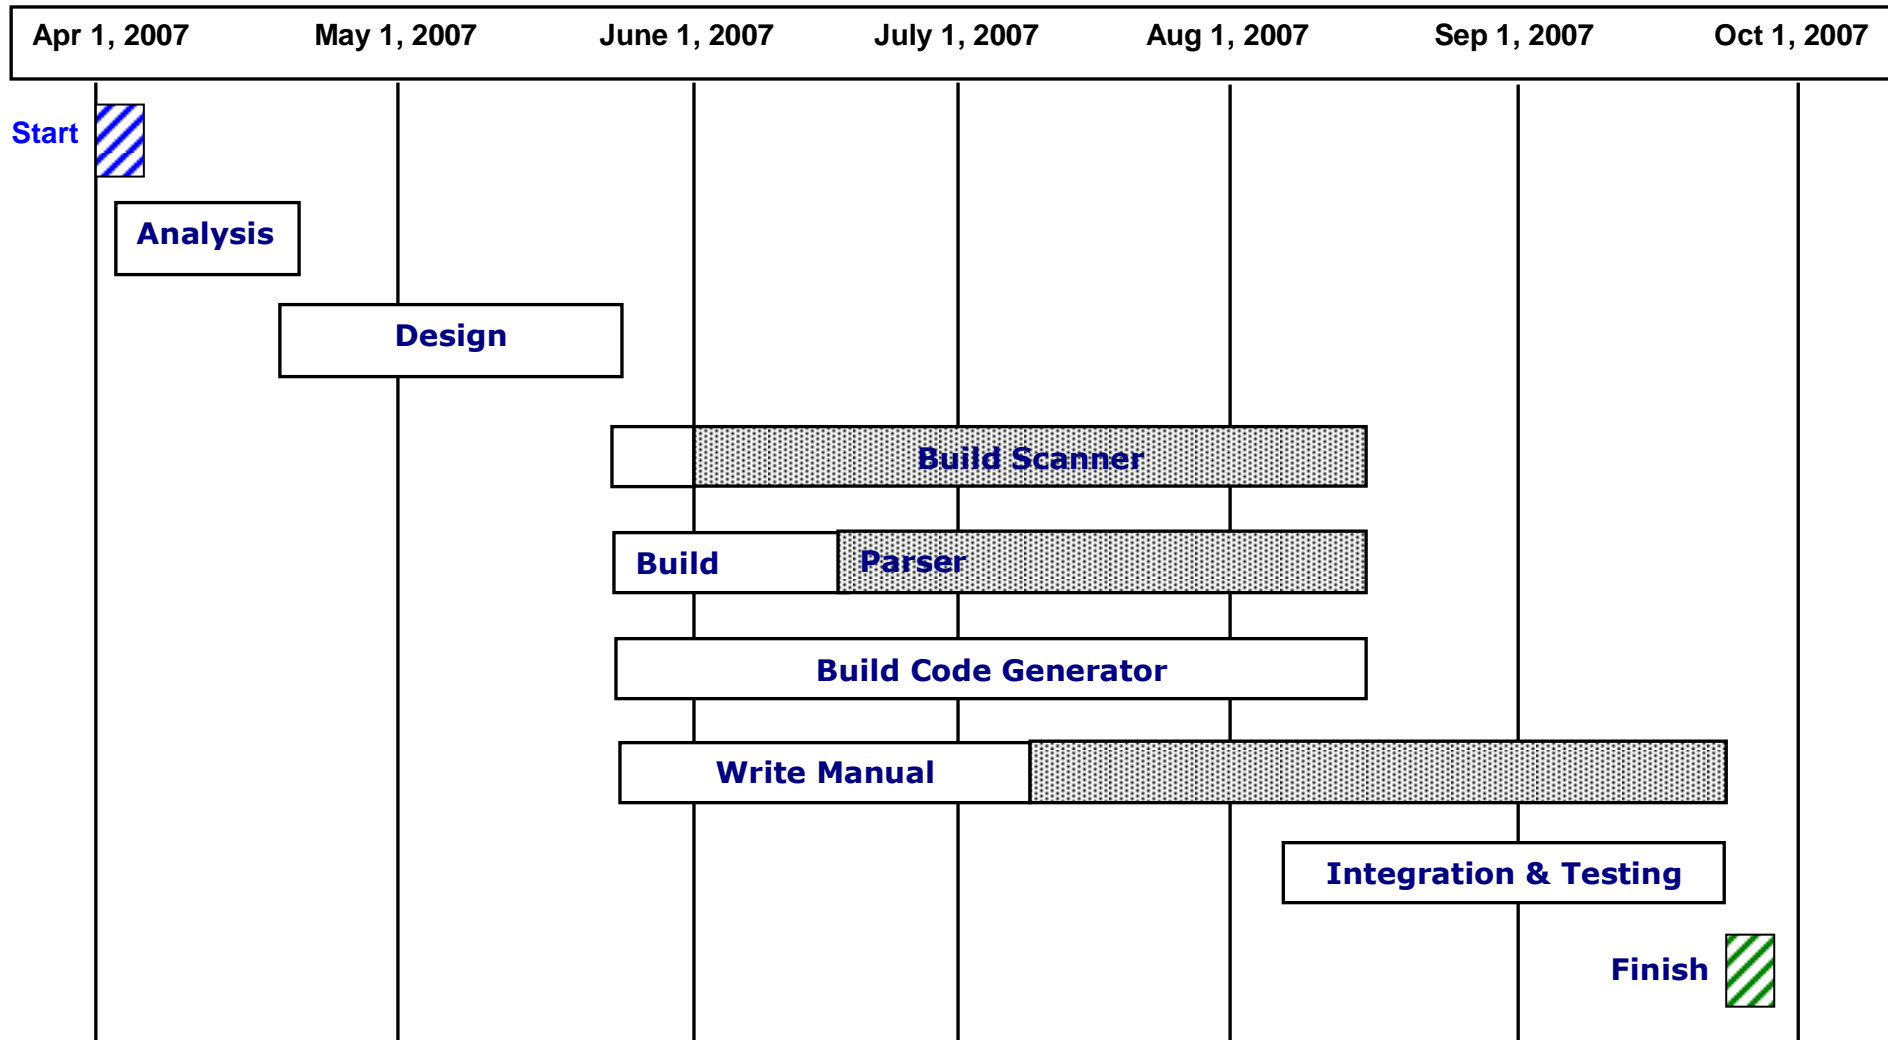 Apr 1, 2007 May 1, 2007 June 1, 2007 July 1, 2007 Aug 1, 2007 Sep 1, 2007 Oct 1, 2007
Start
Analysis
Design
Build Scanner
Build Parser
Build Code Generator
Write Manual
Integration & Testing
Finish